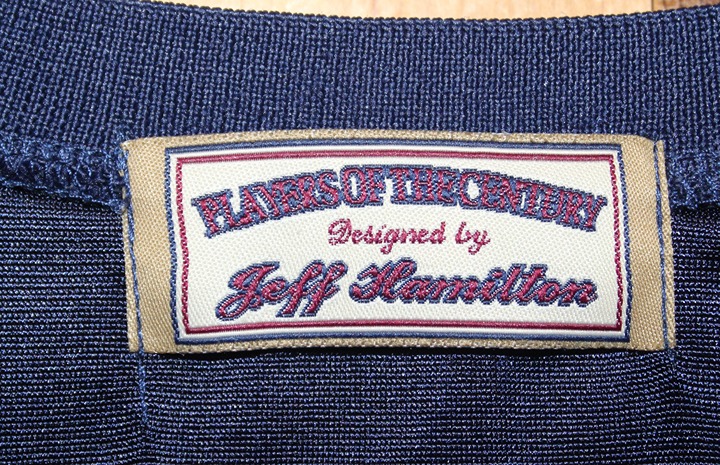 PLAYERS OF THE CENTURY
Designed by
Jeff Hamilton